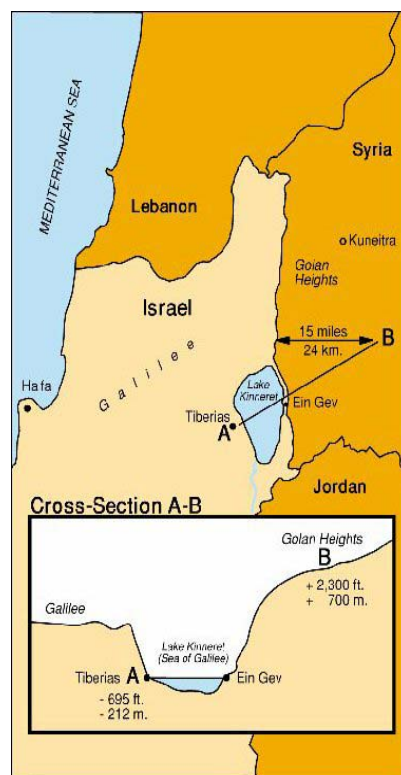 MEDITERRANEAN SEA
Syria
Lebanon
Kuneitra
Golan
Heights
Israel
15 miles
B
24 km.
Galilee
Haifa
Lake
Kinneret
Tiberias
Ein Gev
A
Jordan
Cross-Section A-B
Golan Heights
B
+ 2,300 ft.
+ 700 m.
Galilee
Lake Kinneret
(Sea of Galilee)
Tiberias A
Ein Gev
- 695 ft.
- 212 m.